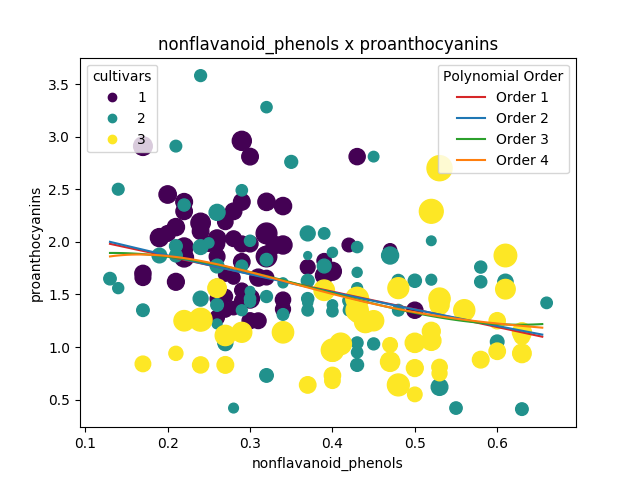 nonflavanoid_phenols x proanthocyanins
cultivars
1
2
3
Polynomial Order
Order 1
Order 2
Order 3
Order 4
3.5
3.0
2.5
2.0
1.5
1.0
0.5
proanthocyanins
0.1 0.2 0.3 0.4 0.5 0.6
nonflavanoid_phenols